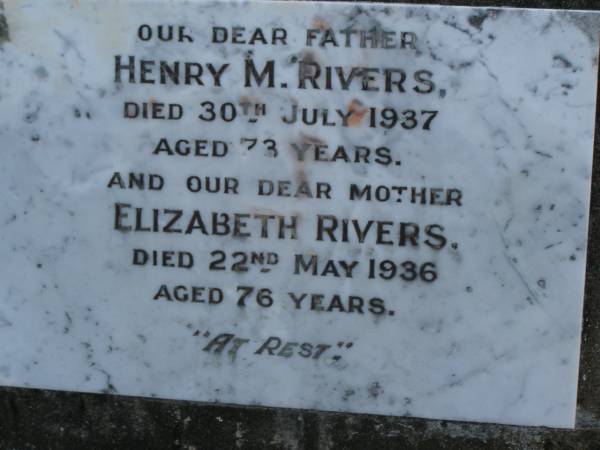 OUR DEAR FATHER
HENRY M. RIVERS,
DIED 30TH JULY 1937
AGED 73 YEARS.
AND OUR DEAR MOTHER
ELIZABETH RIVERS.
DIED 22ND MAY 1936
AGED 76 YEARS.
"AT REST."